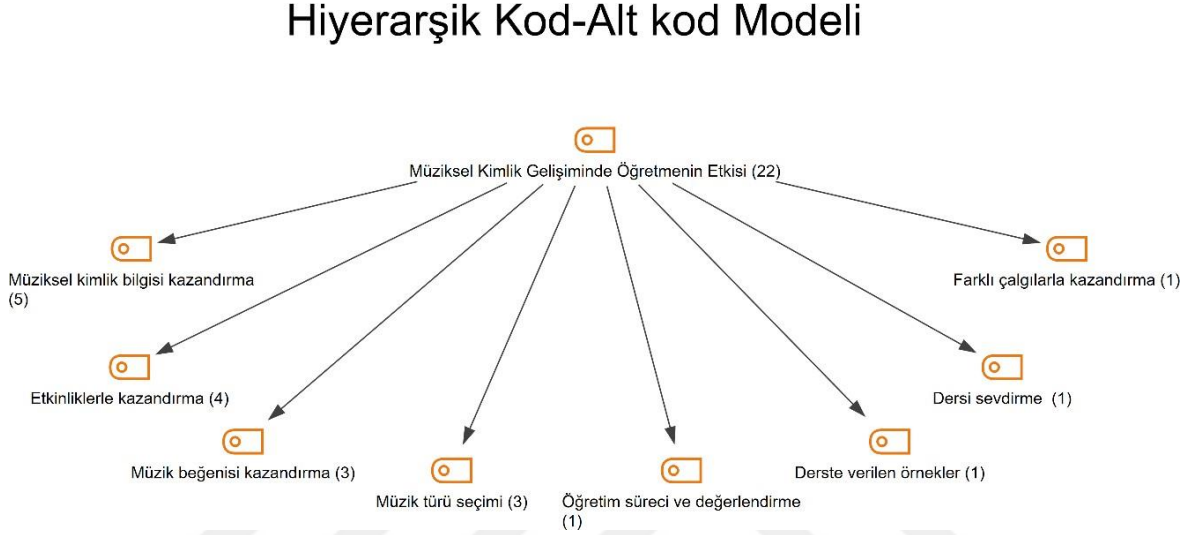 Hiyerarşik Kod-Alt kod Modeli
Müziksel Kimlik Gelişiminde Öğretmenin Etkisi (22)
Müziksel kimlik bilgisi kazandırma
(5)
Farklı çalgılarla kazandırma (1)
Etkinliklerle kazandırma (4)
Dersi sevdirme (1)
Müzik beğenisi kazandırma (3)
Derste verilen örnekler (1)
Müzik türü seçimi (3)
Öğretim süreci ve değerlendirme
(1)